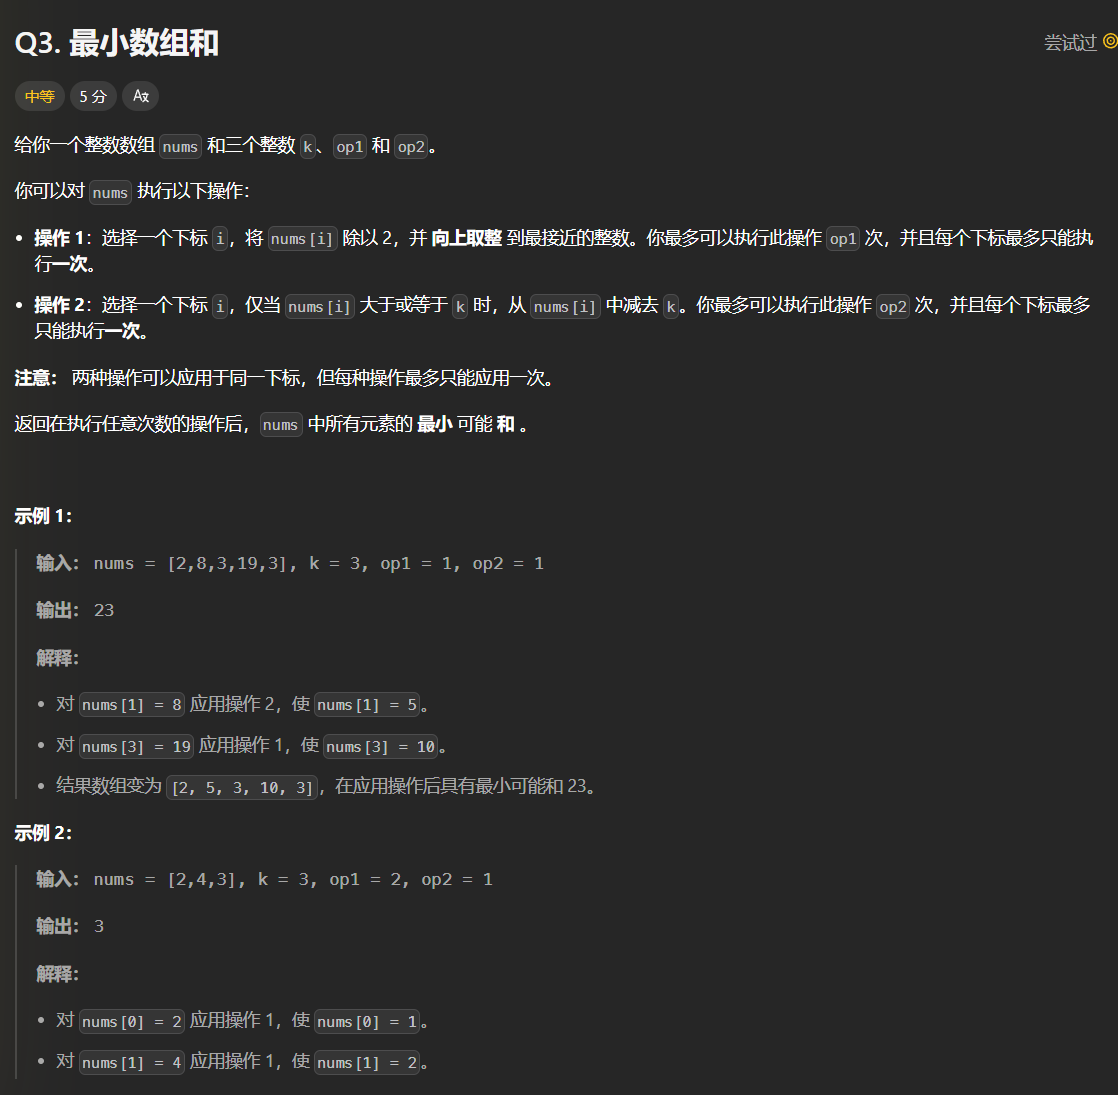 Q3. 最小数组和
尝试过
中等 5 分
给你一个整数数组 nums 和三个整数 k、op1 和 op2。
你可以对 nums 执行以下操作:
• 操作 1：选择一个下标 i，将 nums[i] 除以 2，并 向上取整 到最接近的整数。你最多可以执行此操作 op1 次，并且每个下标最多只能执
行一次。
• 操作 2：选择一个下标 i，仅当 nums[i] 大于或等于 k 时，从 nums[i] 中减去 k。你最多可以执行此操作 op2 次，并且每个下标最多
只能执行一次。
注意： 两种操作可以应用于同一下标，但每种操作最多只能应用一次。
返回在执行任意次数的操作后，nums 中所有元素的 最小 可能 和 。
示例 1：
输入： nums = [2,8,3,19,3], k = 3, op1 = 1, op2 = 1
输出： 23
解释：
• 对 nums[1] = 8 应用操作 2，使 nums[1] = 5。
• 对 nums[3] = 19 应用操作 1，使 nums[3] = 10。
• 结果数组变为 [2, 5, 3, 10, 3]，在应用操作后具有最小可能和 23。
示例 2：
输入： nums = [2,4,3], k = 3, op1 = 2, op2 = 1
输出： 3
解释：
• 对 nums[0] = 2 应用操作 1，使 nums[0] = 1。
• 对 nums[1] = 4 应用操作 1，使 nums[1] = 2。